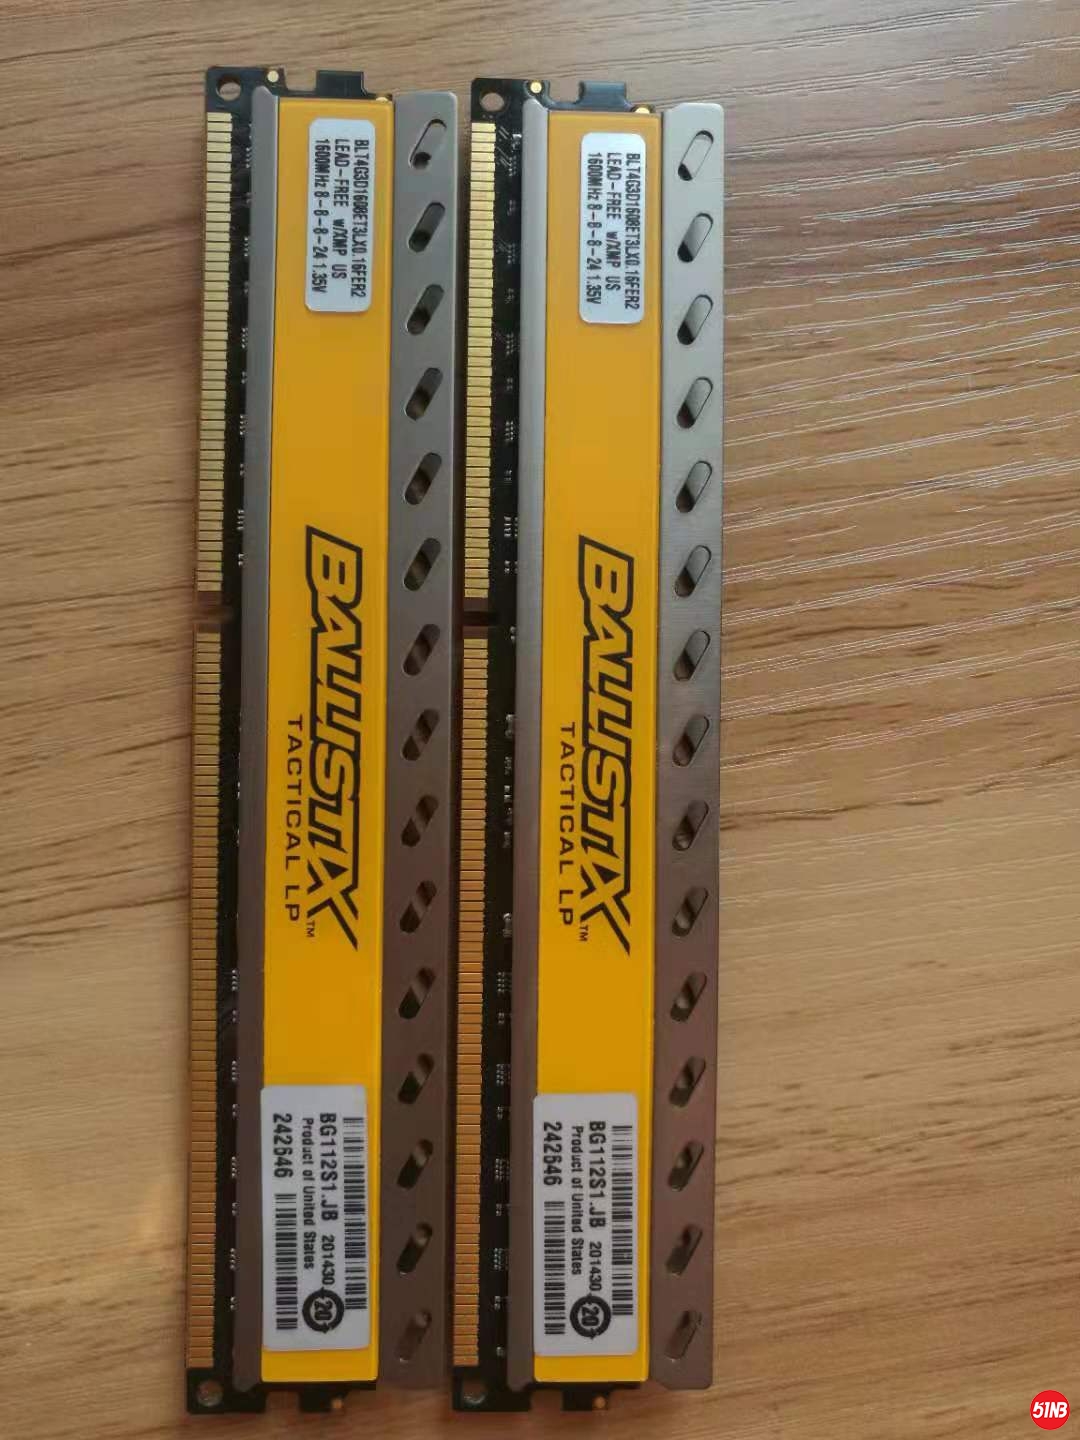 BLT4G3D1608ET3LX0.16FER2
LEAD-FREE w/XMP US
1600MHz 8-8-8-24 1.35V
BALLISTIX™
TACTICAL LP
BG112S1.JB 201430
Product of United States
242646
20
BLT4G3D1608ET3LX0.16FER2
LEAD-FREE w/XMP US
1600MHz 8-8-8-24 1.35V
BALLISTIX™
TACTICAL LP
BG112S1.JB 201430
Product of United States
242646
20
51NB